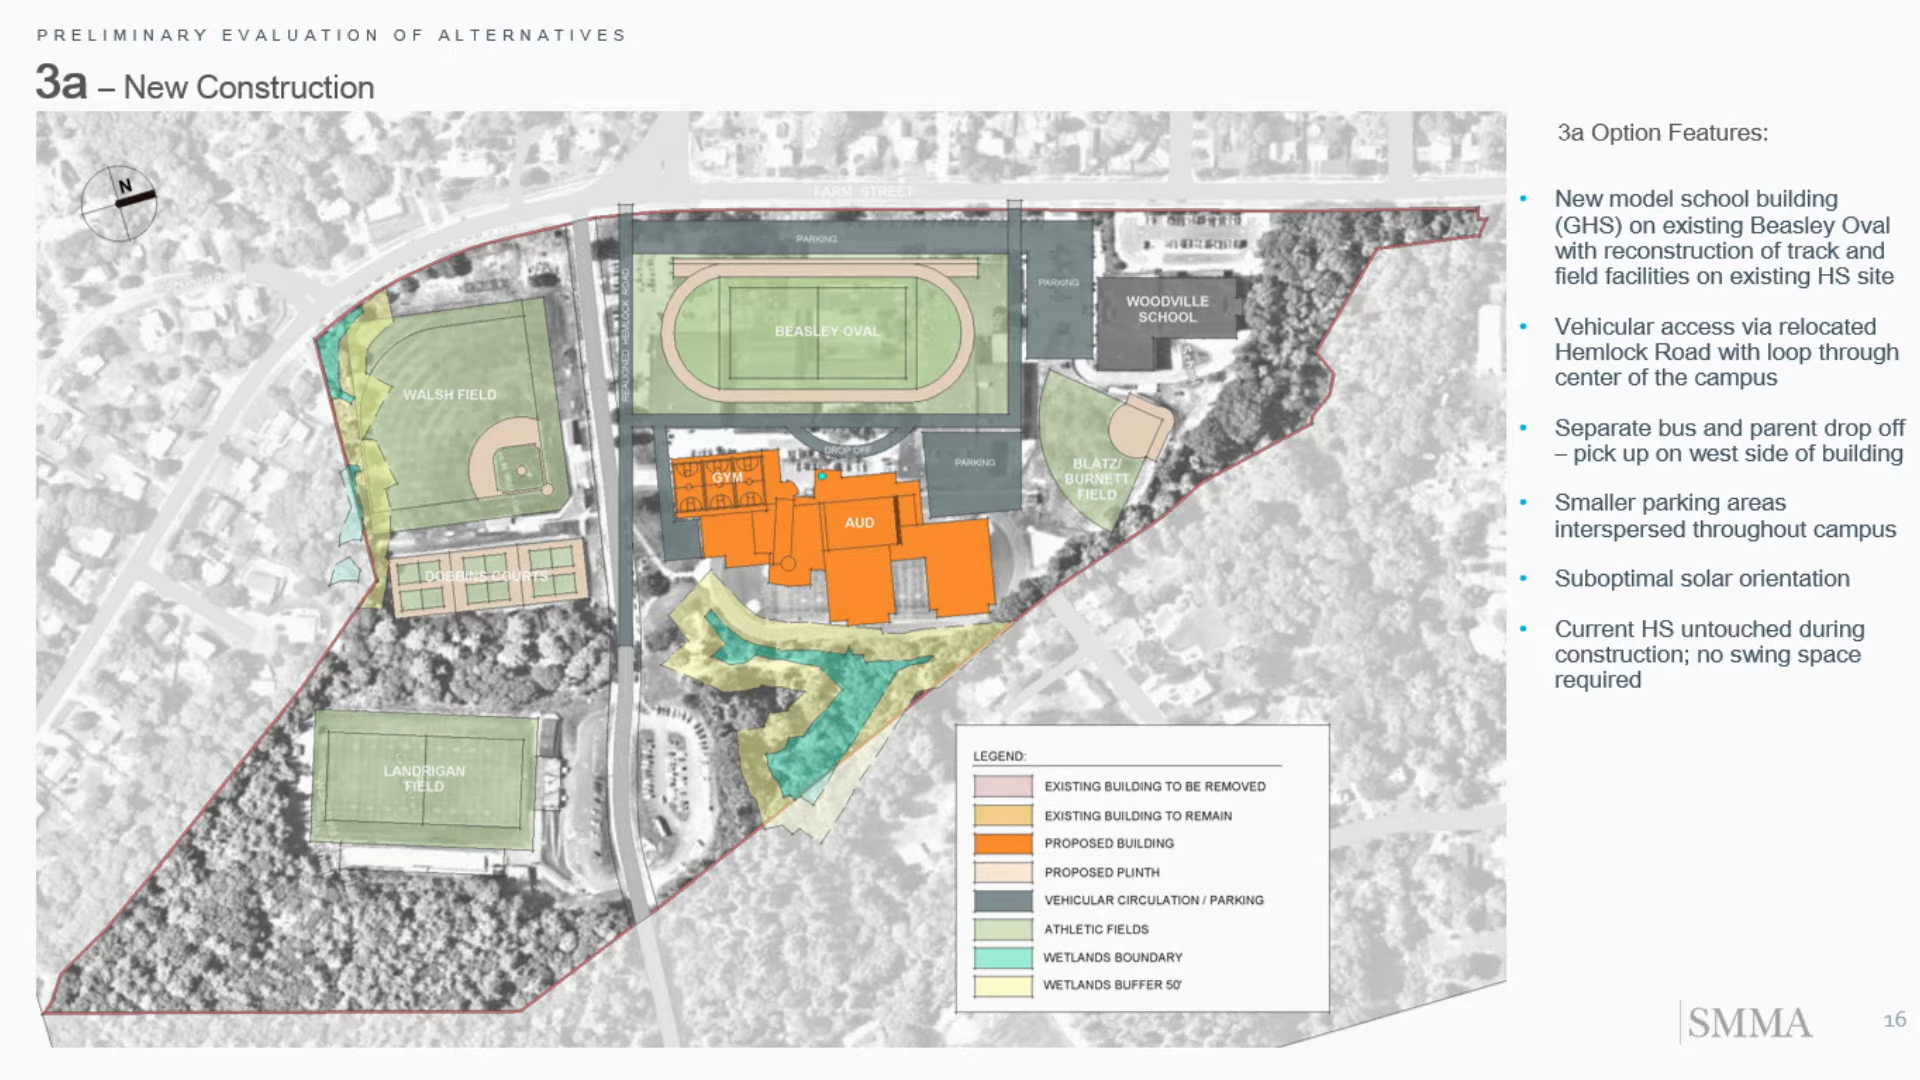 PRELIMINARY EVALUATION OF ALTERNATIVES
3a – New Construction
N
FARM STREET
PARKING
REALIGNED HEMLOCK ROAD
PARKING
WOODVILLE
SCHOOL
BEASLEY OVAL
WALSH FIELD
DROP OFF
PARKING
BLATZ/
BURNETT
FIELD
GYM
AUD
DOBBINS COURTS
LANDRIGAN
FIELD
LEGEND:
EXISTING BUILDING TO BE REMOVED
EXISTING BUILDING TO REMAIN
PROPOSED BUILDING
PROPOSED PLINTH
VEHICULAR CIRCULATION / PARKING
ATHLETIC FIELDS
WETLANDS BOUNDARY
WETLANDS BUFFER 50'
3a Option Features:
• New model school building
(GHS) on existing Beasley Oval
with reconstruction of track and
field facilities on existing HS site
• Vehicular access via relocated
Hemlock Road with loop through
center of the campus
• Separate bus and parent drop off
– pick up on west side of building
• Smaller parking areas
interspersed throughout campus
• Suboptimal solar orientation
• Current HS untouched during
construction; no swing space
required
SMMA
16